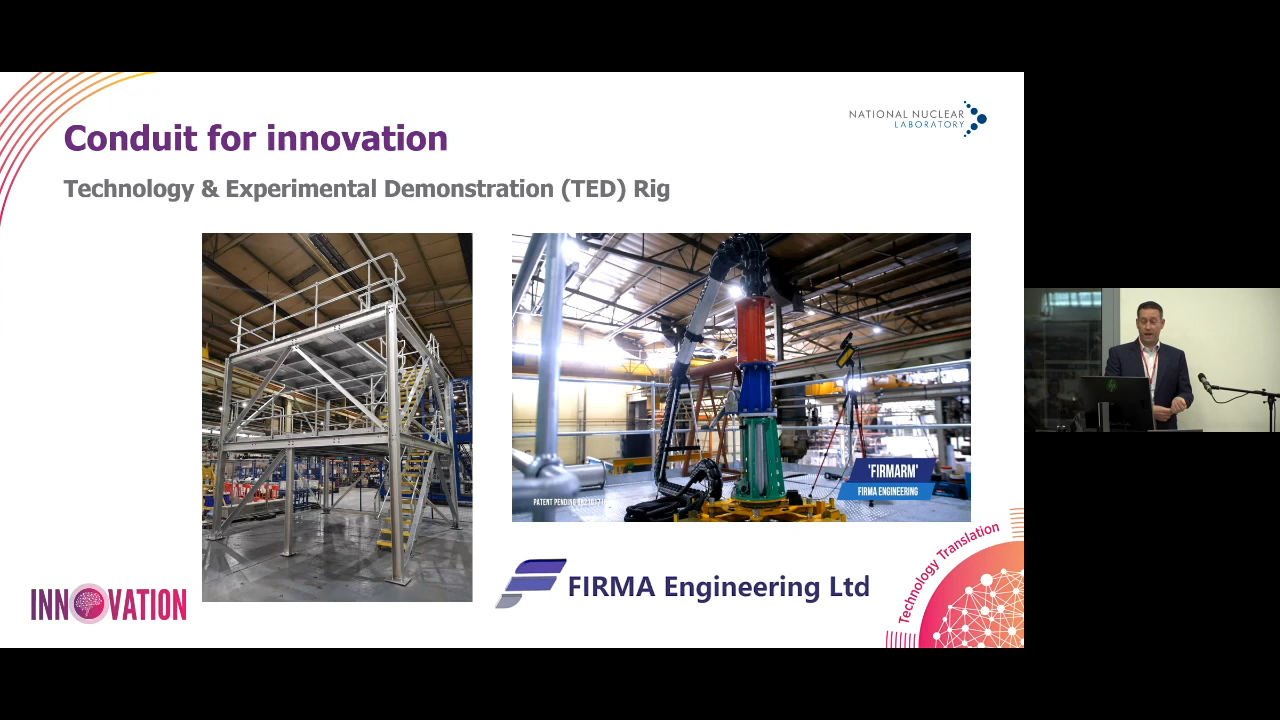 Conduit for innovation
NATIONAL NUCLEAR
LABORATORY
Technology & Experimental Demonstration (TED) Rig
'FIRMARM'
FIRMA ENGINEERING
PATENT PENDING
FIRMA Engineering Ltd
Technology Translation
INNOVATION